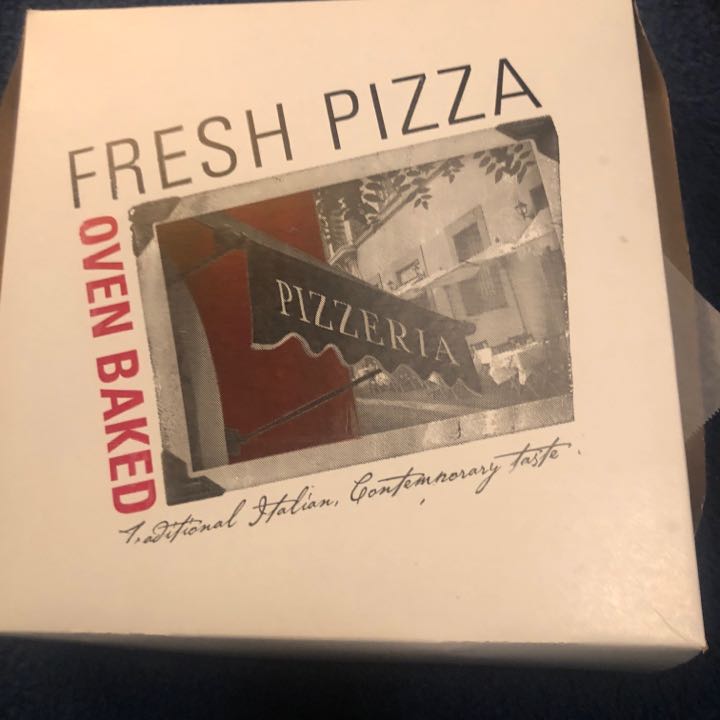 FRESH PIZZA
OVEN BAKED
PIZZERIA
Traditional Italian, Contemporary taste.